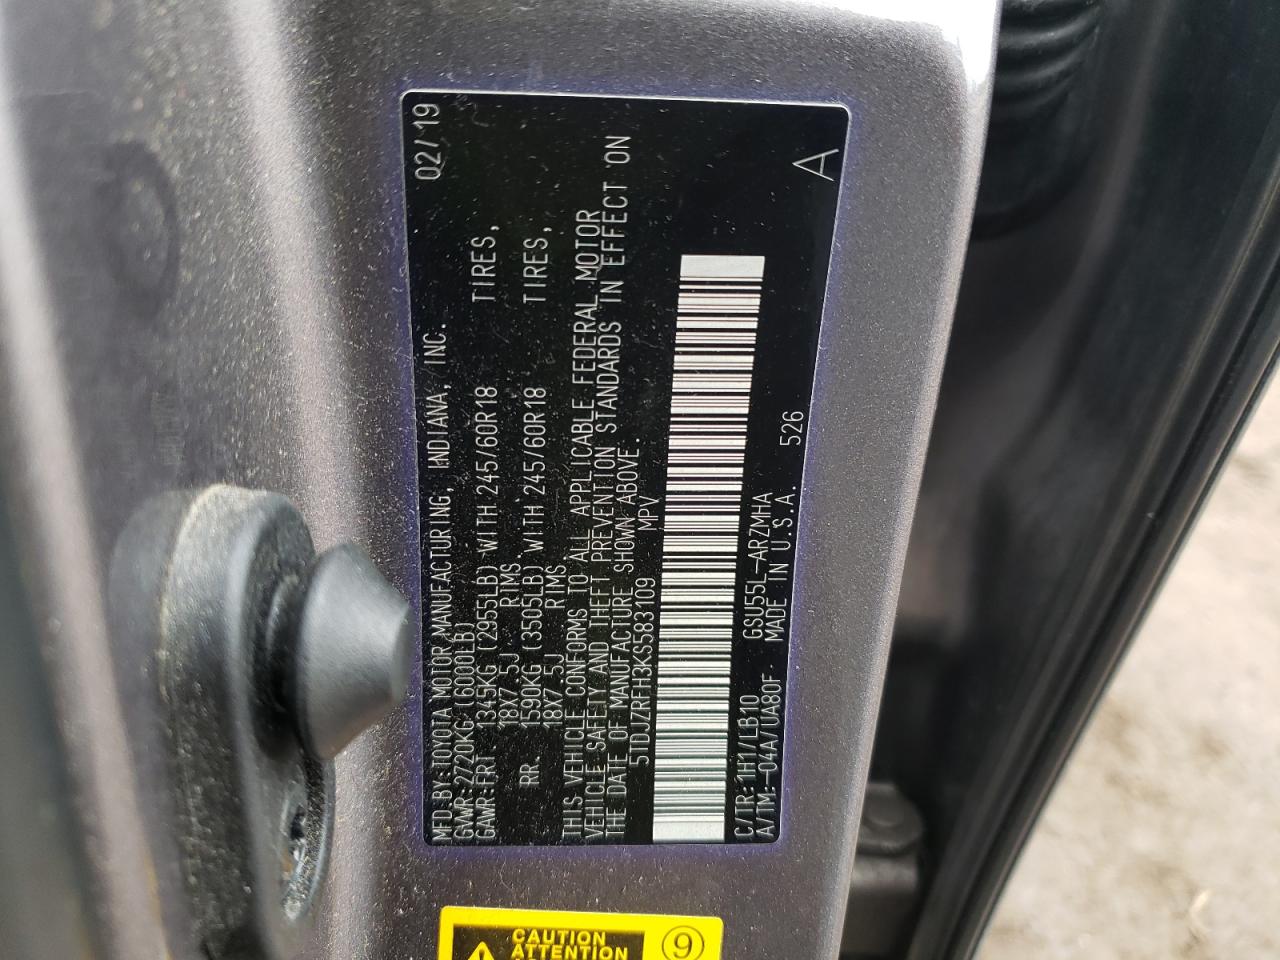 MFD.BY:TOYOTA MOTOR MANUFACTURING, INDIANA, INC. 02/19
GVWR:2720KG(6000LB)
GAWR:FRT. 1345KG (2955LB) WITH 245/60R18 TIRES,
18X7.5J RIMS
RR. 1590KG (3505LB) WITH 245/60R18 TIRES,
18X7.5J RIMS
THIS VEHICLE CONFORMS TO ALL APPLICABLE FEDERAL MOTOR
VEHICLE SAFETY AND THEFT PREVENTION STANDARDS IN EFFECT ON
THE DATE OF MANUFACTURE SHOWN ABOVE.
5TDJZRFH3KS583109 MPV
C/TR:1H1/LB10 GSU55L-ARZMHA
A/TM:-04A/UA80F MADE IN U.S.A. 526
A
CAUTION
ATTENTION
9